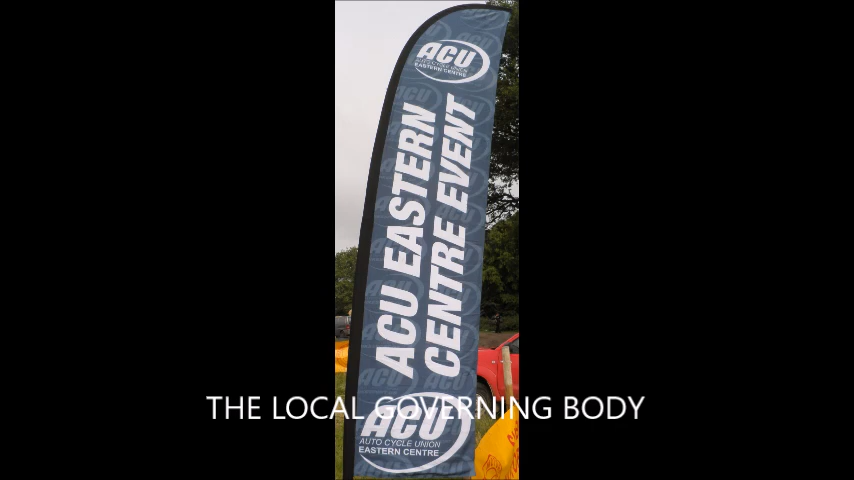 ACU
AUTO CYCLE UNION
EASTERN CENTRE
ACU EASTERN
CENTRE EVENT
THE LOCAL GOVERNING BODY
ACU
AUTO CYCLE UNION
EASTERN CENTRE